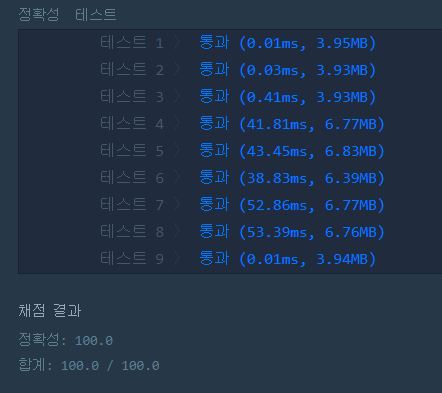 정확성 테스트
테스트 1 〉 통과 (0.01ms, 3.95MB)
테스트 2 〉 통과 (0.03ms, 3.93MB)
테스트 3 〉 통과 (0.41ms, 3.93MB)
테스트 4 〉 통과 (41.81ms, 6.77MB)
테스트 5 〉 통과 (43.45ms, 6.83MB)
테스트 6 〉 통과 (38.83ms, 6.39MB)
테스트 7 〉 통과 (52.86ms, 6.77MB)
테스트 8 〉 통과 (53.39ms, 6.76MB)
테스트 9 〉 통과 (0.01ms, 3.94MB)
채점 결과
정확성: 100.0
합계: 100.0 / 100.0